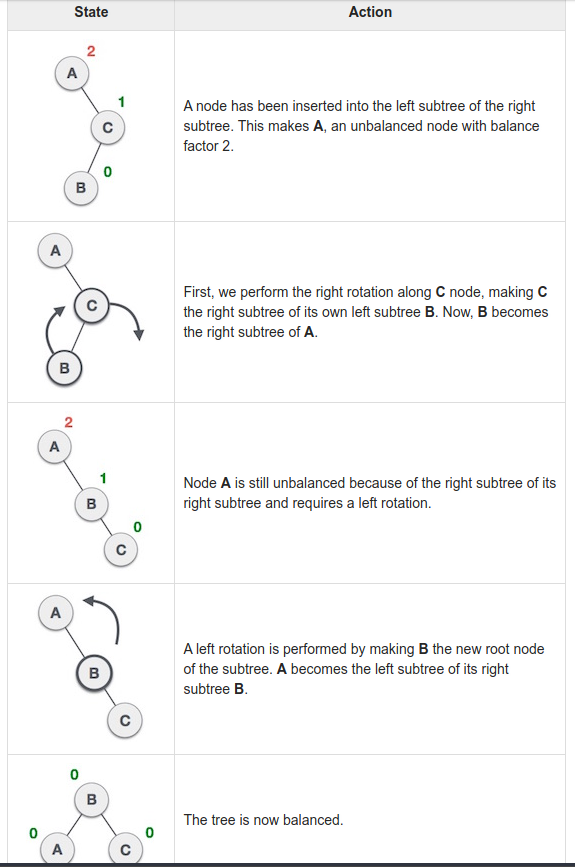 State Action
2
A
1
C
0
B
A node has been inserted into the left subtree of the right
subtree. This makes A, an unbalanced node with balance
factor 2.
A
C
B
First, we perform the right rotation along C node, making C
the right subtree of its own left subtree B. Now, B becomes
the right subtree of A.
2
A
1
B
0
C
Node A is still unbalanced because of the right subtree of its
right subtree and requires a left rotation.
A
B
C
A left rotation is performed by making B the new root node
of the subtree. A becomes the left subtree of its right
subtree B.
0
B
0 0
A C
The tree is now balanced.